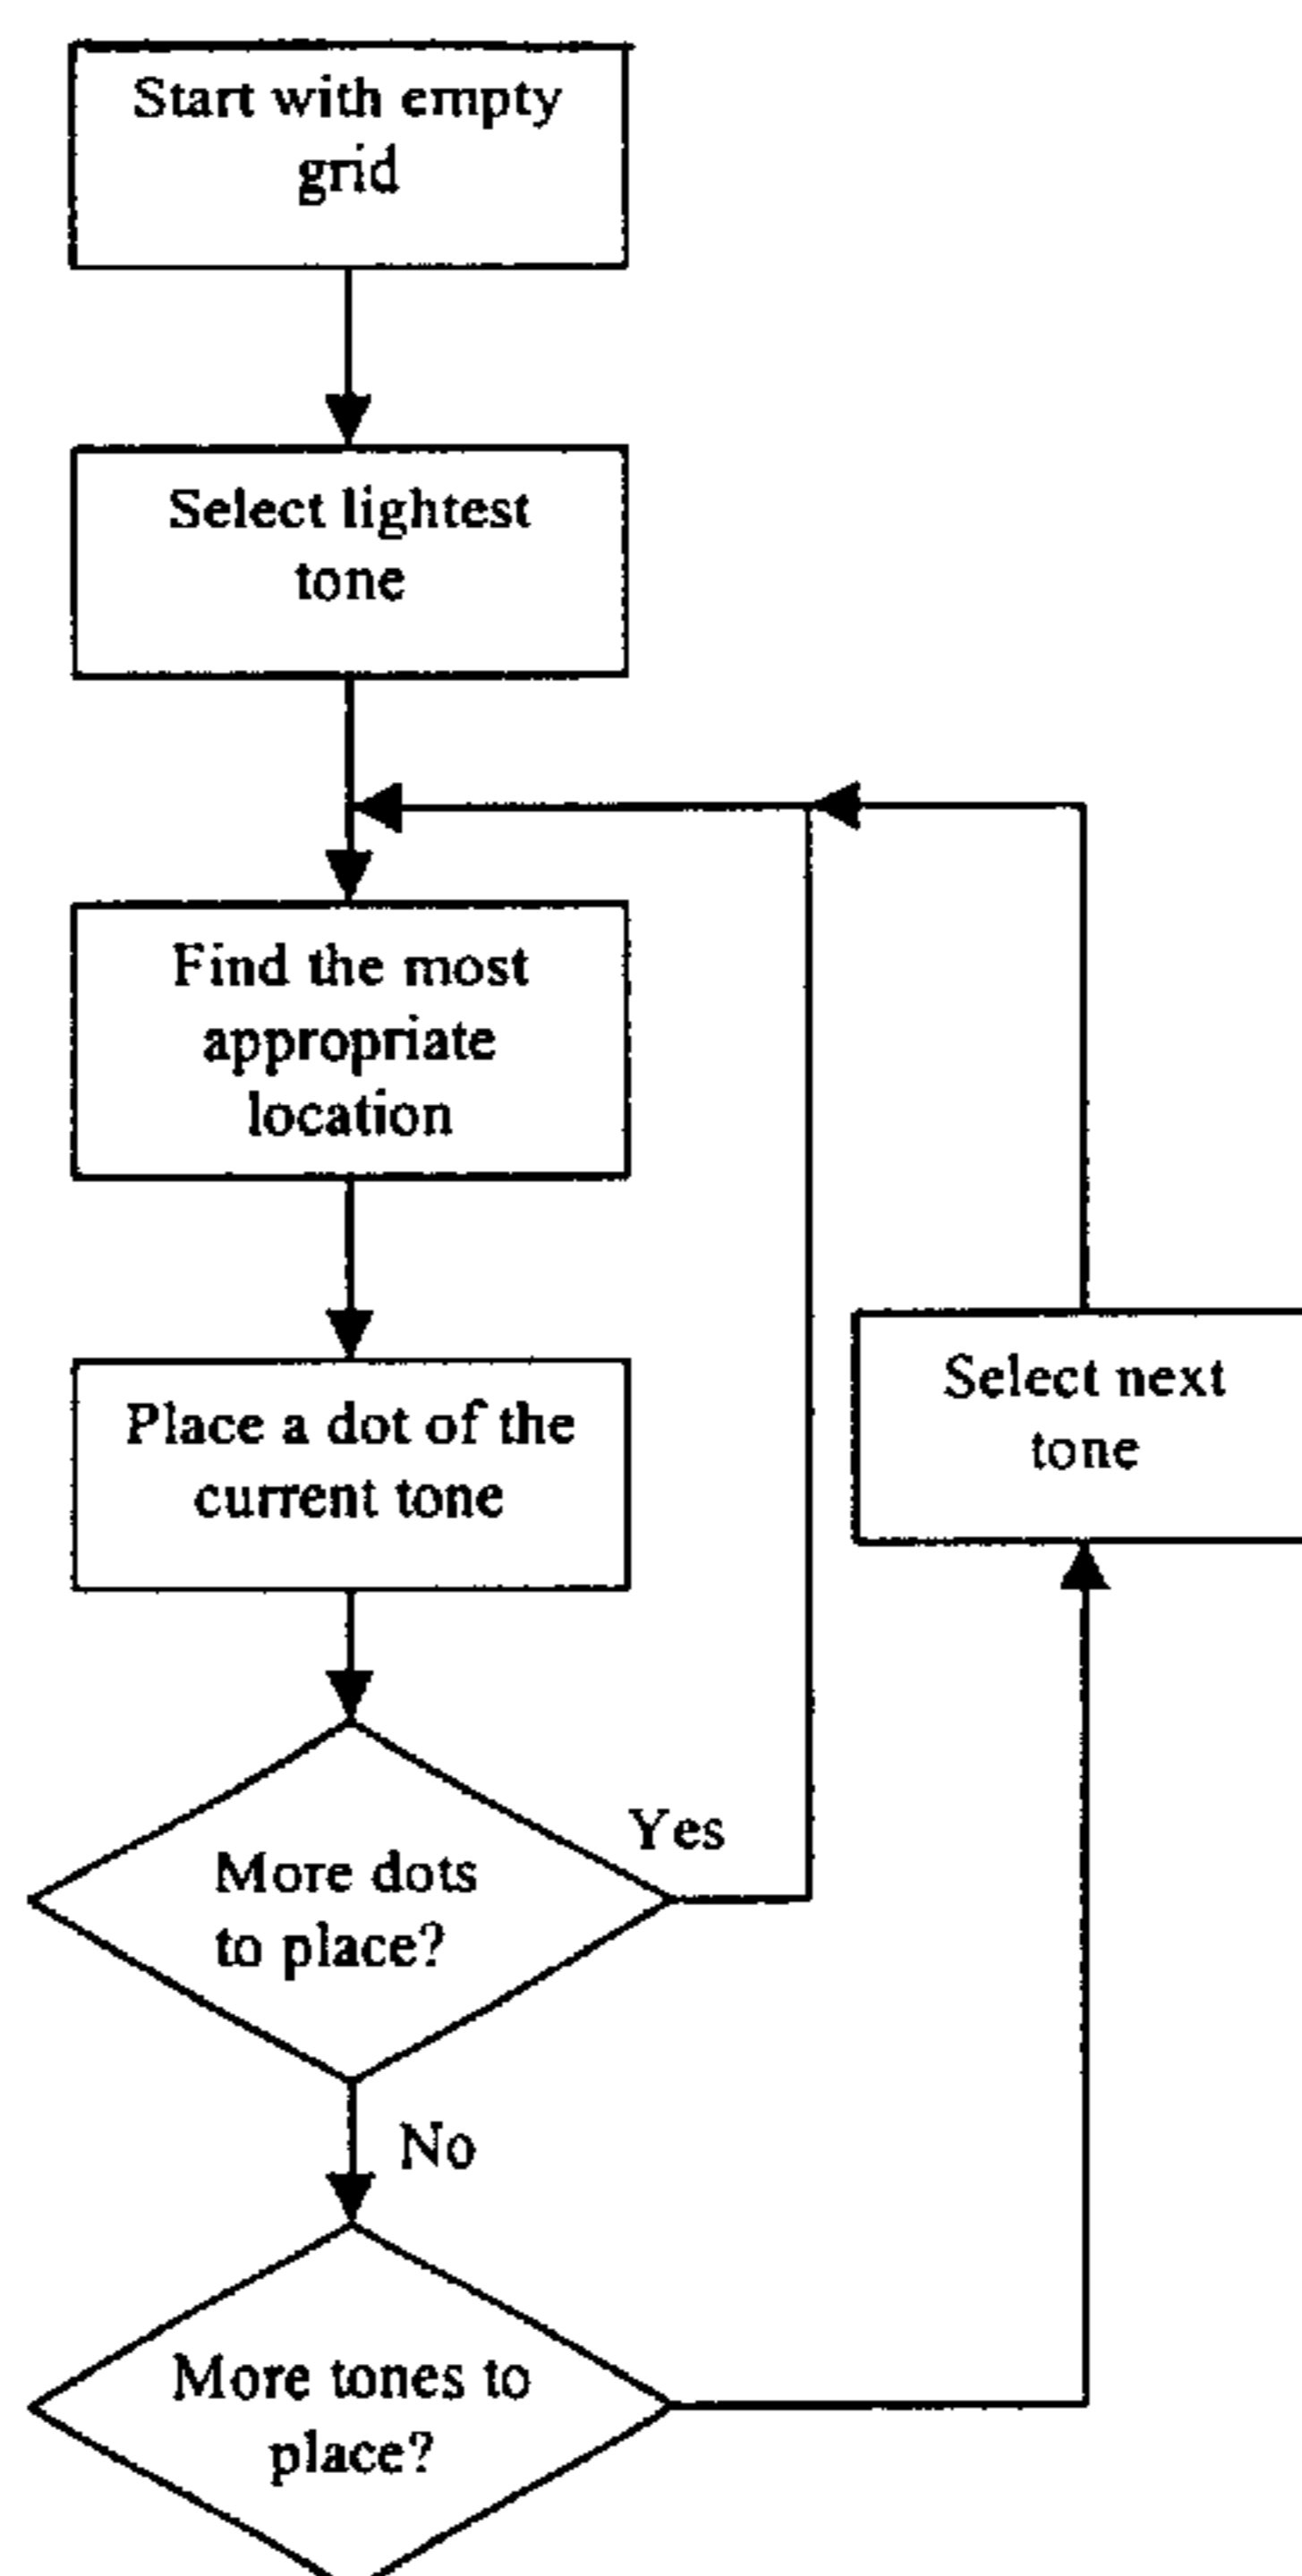 Start with empty
grid
Select lightest
tone
Find the most
appropriate
location
Place a dot of the
current tone
Select next
tone
Yes
More dots
to place?
No
More tones to
place?